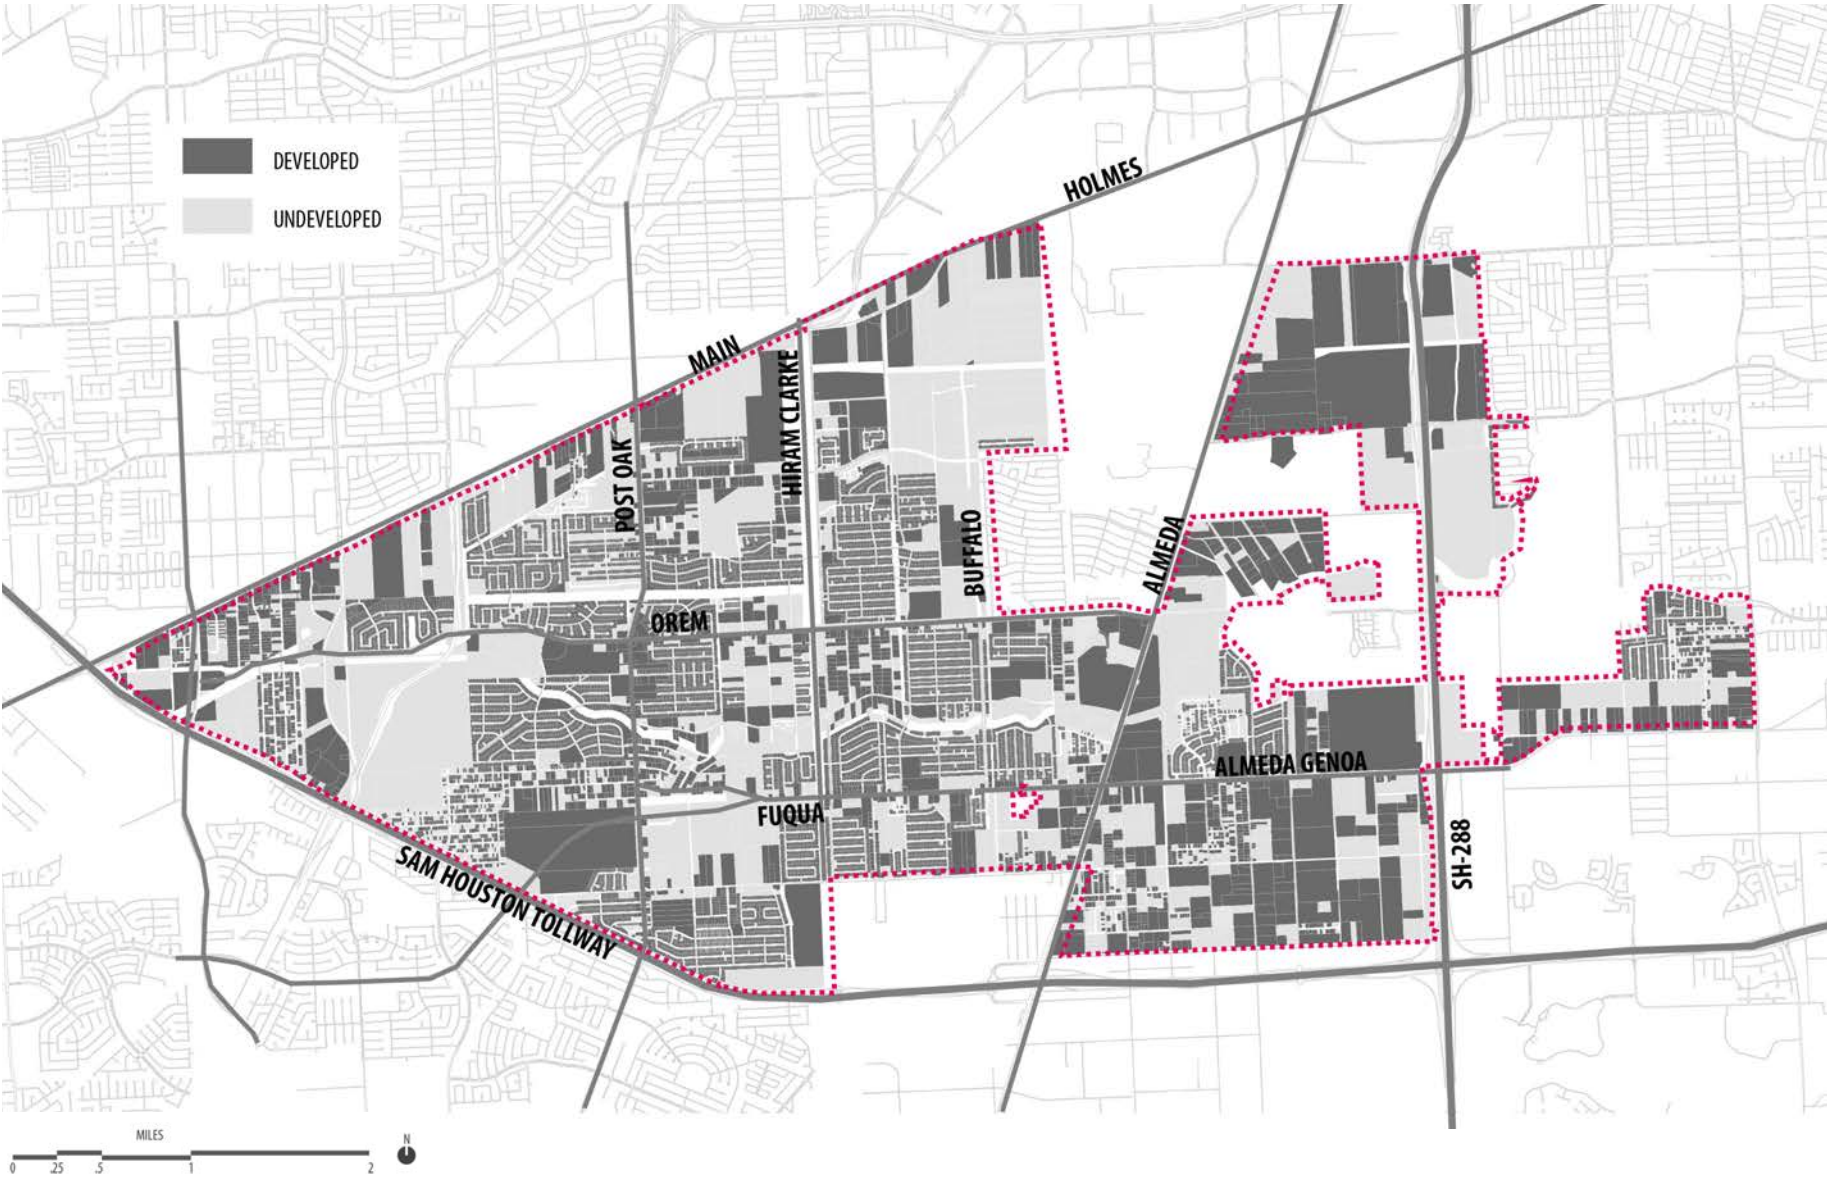 DEVELOPED
UNDEVELOPED
HOLMES
MAIN
HIRAM CLARKE
POST OAK
BUFFALO
ALMEDA
OREM
ALMEDA GENOA
FUQUA
SAM HOUSTON TOLLWAY
SH-288
MILES
N
0 .25 .5 1 2